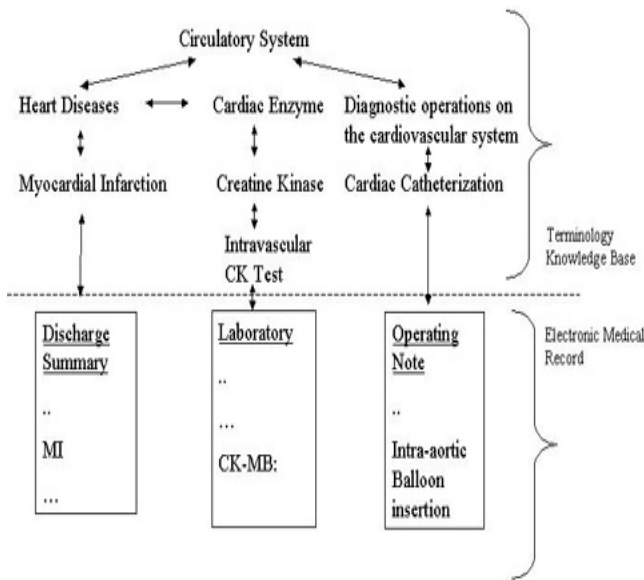 Circulatory System
Heart Diseases
Cardiac Enzyme
Diagnostic operations on
the cardiovascular system
Myocardial Infarction
Creatine Kinase
Cardiac Catheterization
Intravascular
CK Test
Terminology
Knowledge Base
Discharge
Summary
..
MI
...
Laboratory
..
...
CK-MB:
Operating
Note
..
Intra-aortic
Balloon
insertion
Electronic Medical
Record